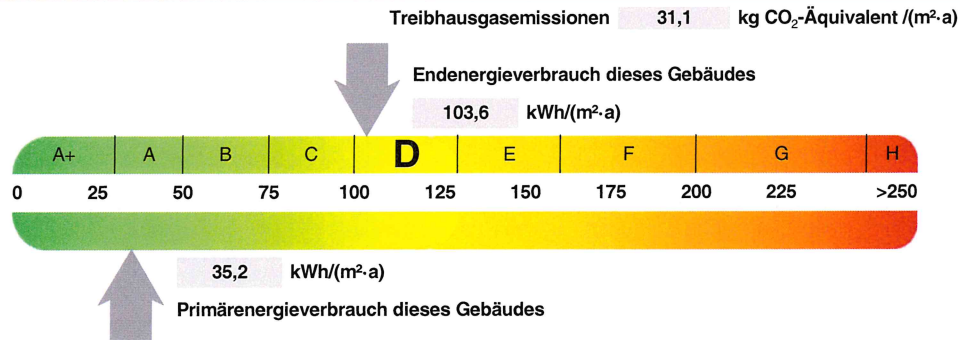 Treibhausgasemissionen 31,1 kg CO₂-Äquivalent /(m²·a)
Endenergieverbrauch dieses Gebäudes
103,6 kWh/(m²·a)
A+ A B C D E F G H
0 25 50 75 100 125 150 175 200 225 >250
35,2 kWh/(m²·a)
Primärenergieverbrauch dieses Gebäudes